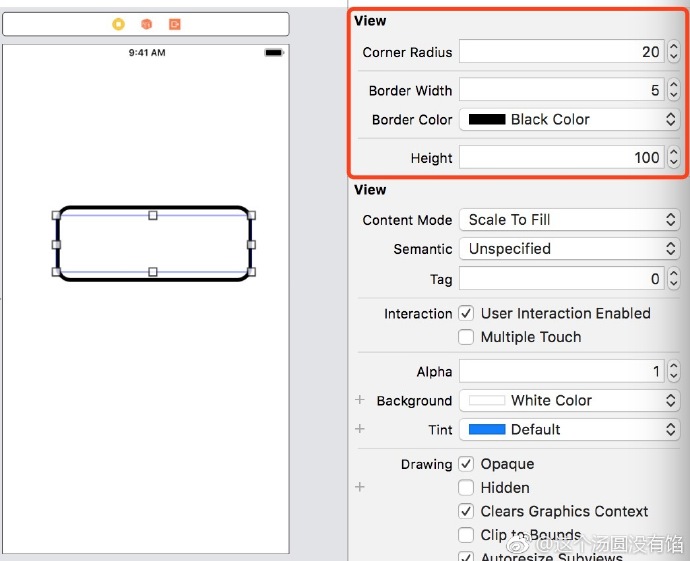 9:41 AM
View
Corner Radius 20
Border Width 5
Border Color Black Color
Height 100
View
Content Mode Scale To Fill
Semantic Unspecified
Tag 0
Interaction User Interaction Enabled
Multiple Touch
Alpha 1
Background White Color
Tint Default
Drawing Opaque
Hidden
Clears Graphics Context
Clip to Bounds
Autoresize Subviews
@这个汤圆没有馅